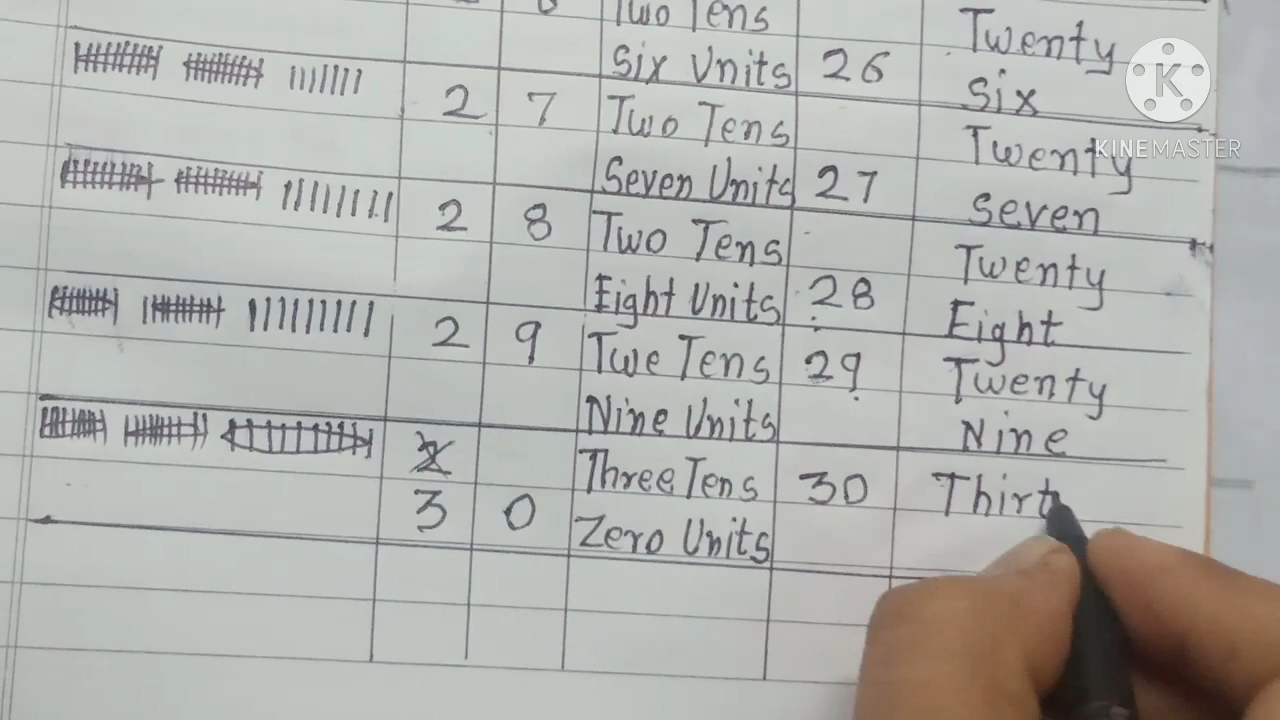 Two Tens Twenty
Six Units 26 Six
2 7 Two Tens Twenty
Seven Units 27 Seven
2 8 Two Tens Twenty
Eight Units 28 Eight
2 9 Twe Tens 29 Twenty
Nine Units Nine
Three Tens 30 Thirt
3 0 Zero Units
K
KINEMASTER